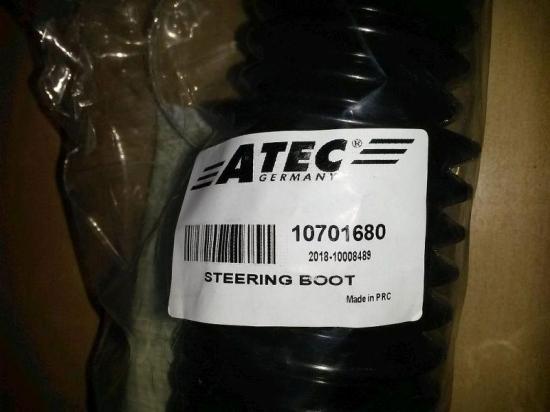 ATEC®
GERMANY
10701680
2018-10008489
STEERING BOOT
Made in PRC